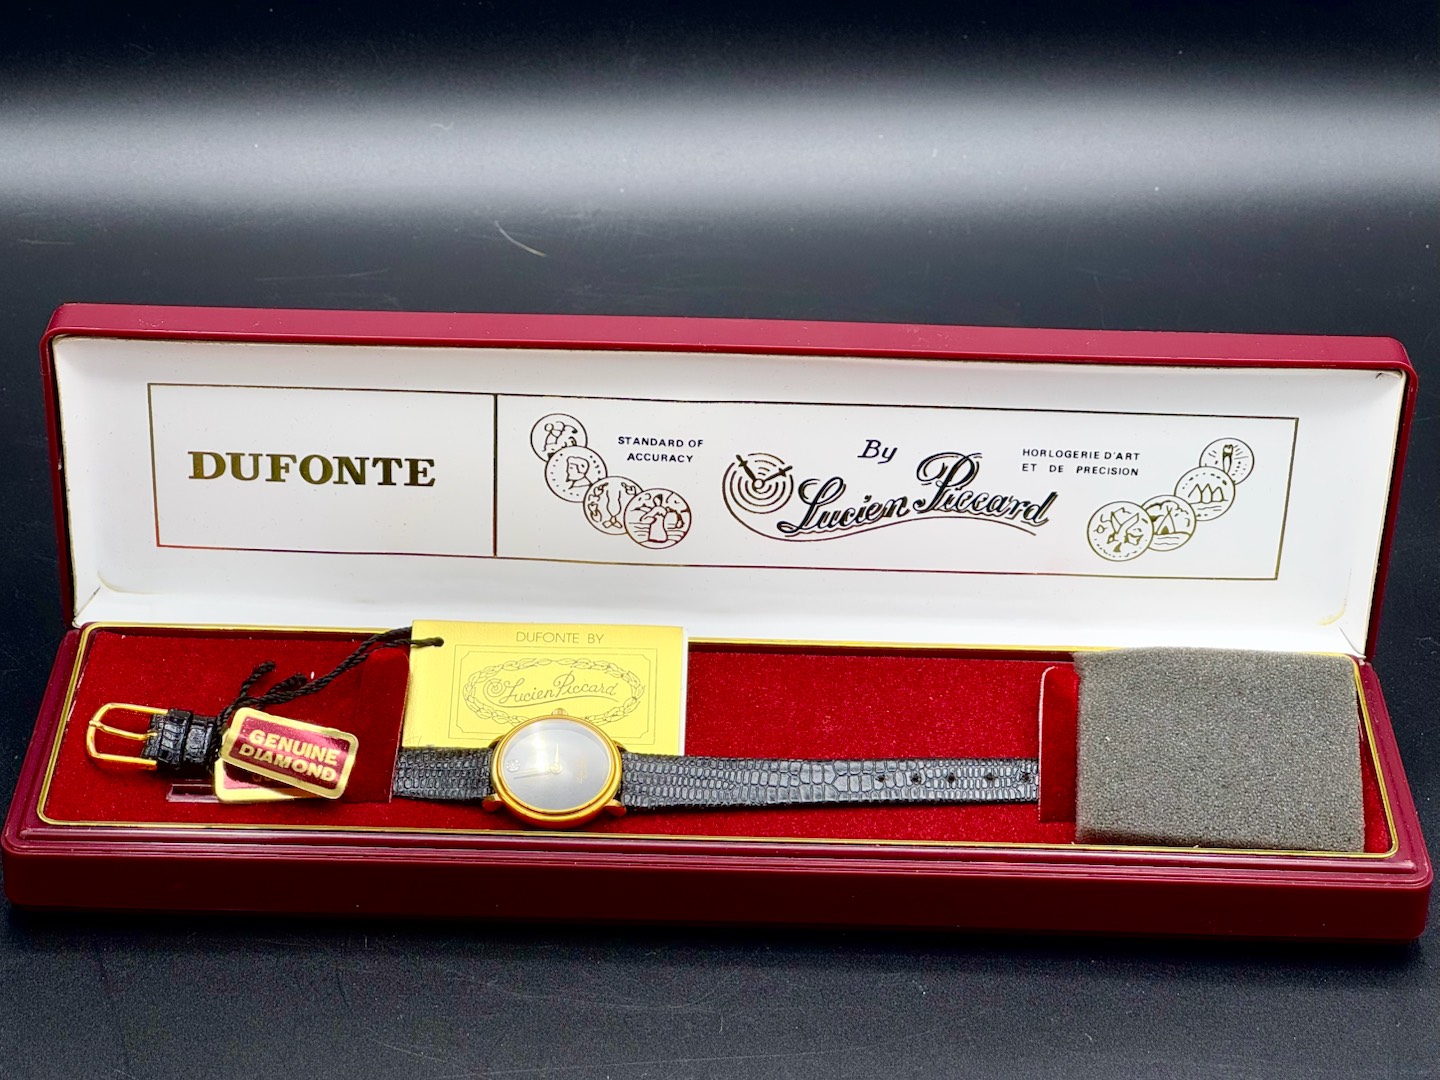 DUFONTE
STANDARD OF
ACCURACY
By
Lucien Piccard
HORLOGERIE D'ART
ET DE PRECISION
DUFONTE BY
Lucien Piccard
GENUINE
DIAMOND